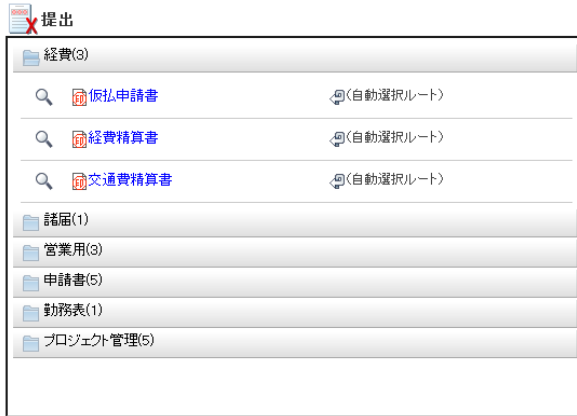 提出
経費(3)
仮払申請書 (自動選択ルート)
経費精算書 (自動選択ルート)
交通費精算書 (自動選択ルート)
諸届(1)
営業用(3)
申請書(5)
勤務表(1)
プロジェクト管理(5)